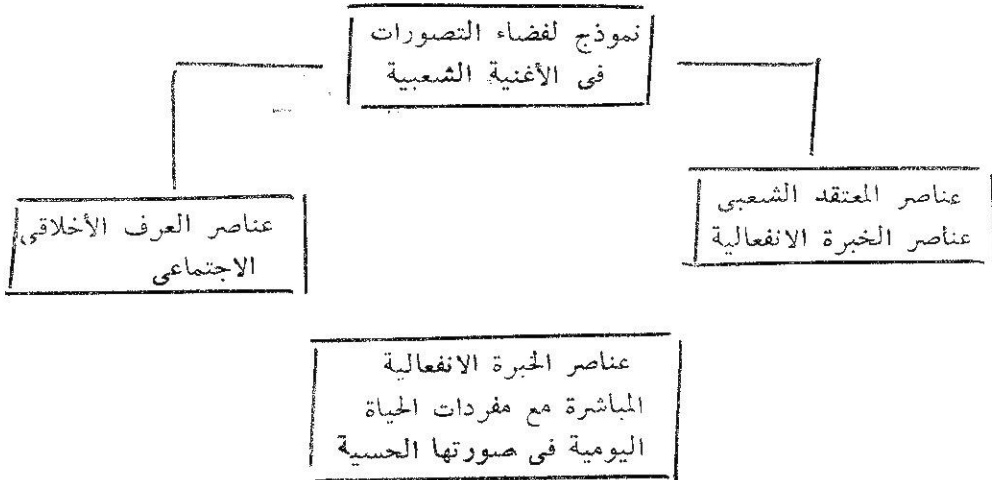 نموذج لفضاء التصورات
فى الأغنية الشعبية
عناصر المعتقد الشعبى
عناصر الخبرة الانفعالية
عناصر العرف الأخلاقى
الاجتماعى
عناصر الخبرة الانفعالية
المباشرة مع مفردات الحياة
اليومية فى صورتها الحسية